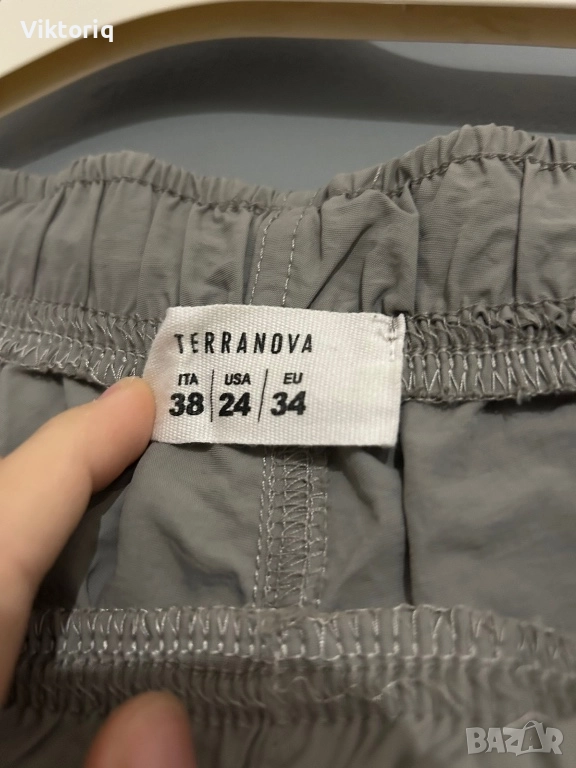 Viktoriq
TERRANOVA
ITA USA EU
38 24 34
BAZAR